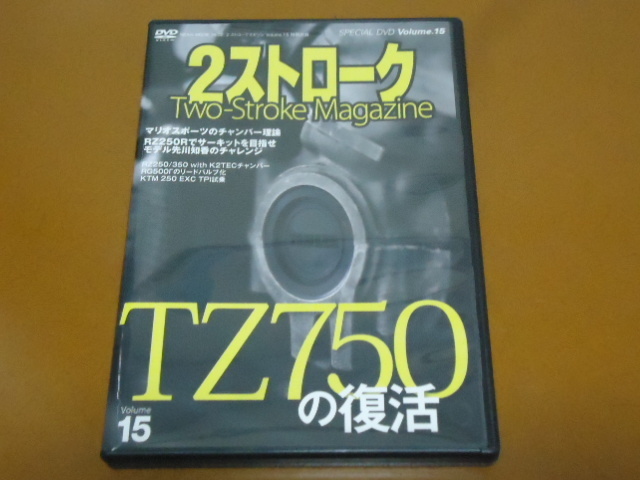 DVD
VIDEO
SPECIAL DVD Volume.15
2ストローク
Two-Stroke Magazine
マリオスポーツのチャンバー理論
RZ250Rでサーキットを目指せ
モデル先川知香のチャレンジ
RZ250/350 with K2TECチャンバー
RG500Γのリードバルブ化
KTM 250 EXC TPI試乗
TZ750
の復活
Volume
15